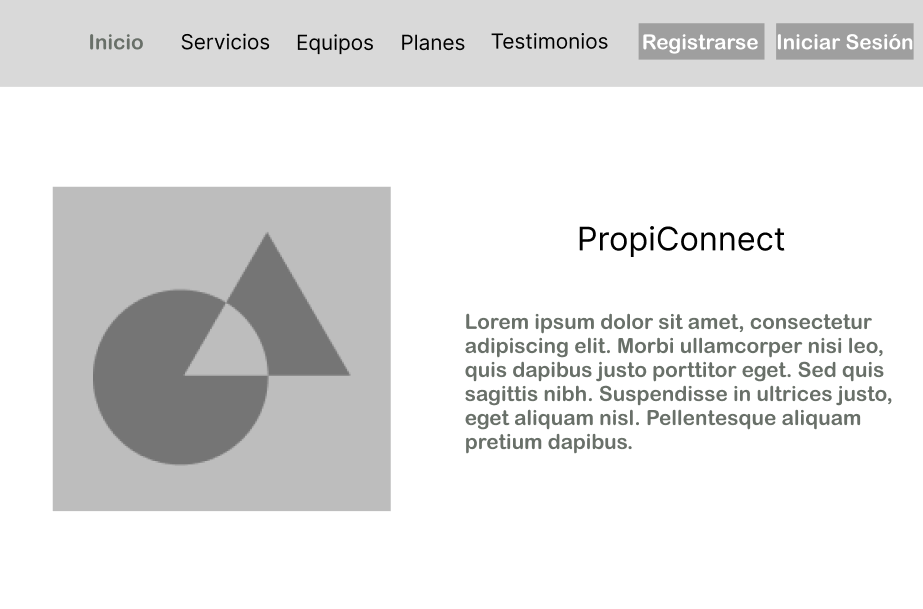 Inicio Servicios Equipos Planes Testimonios Registrarse Iniciar Sesión
PropiConnect
Lorem ipsum dolor sit amet, consectetur
adipiscing elit. Morbi ullamcorper nisi leo,
quis dapibus justo porttitor eget. Sed quis
sagittis nibh. Suspendisse in ultrices justo,
eget aliquam nisl. Pellentesque aliquam
pretium dapibus.